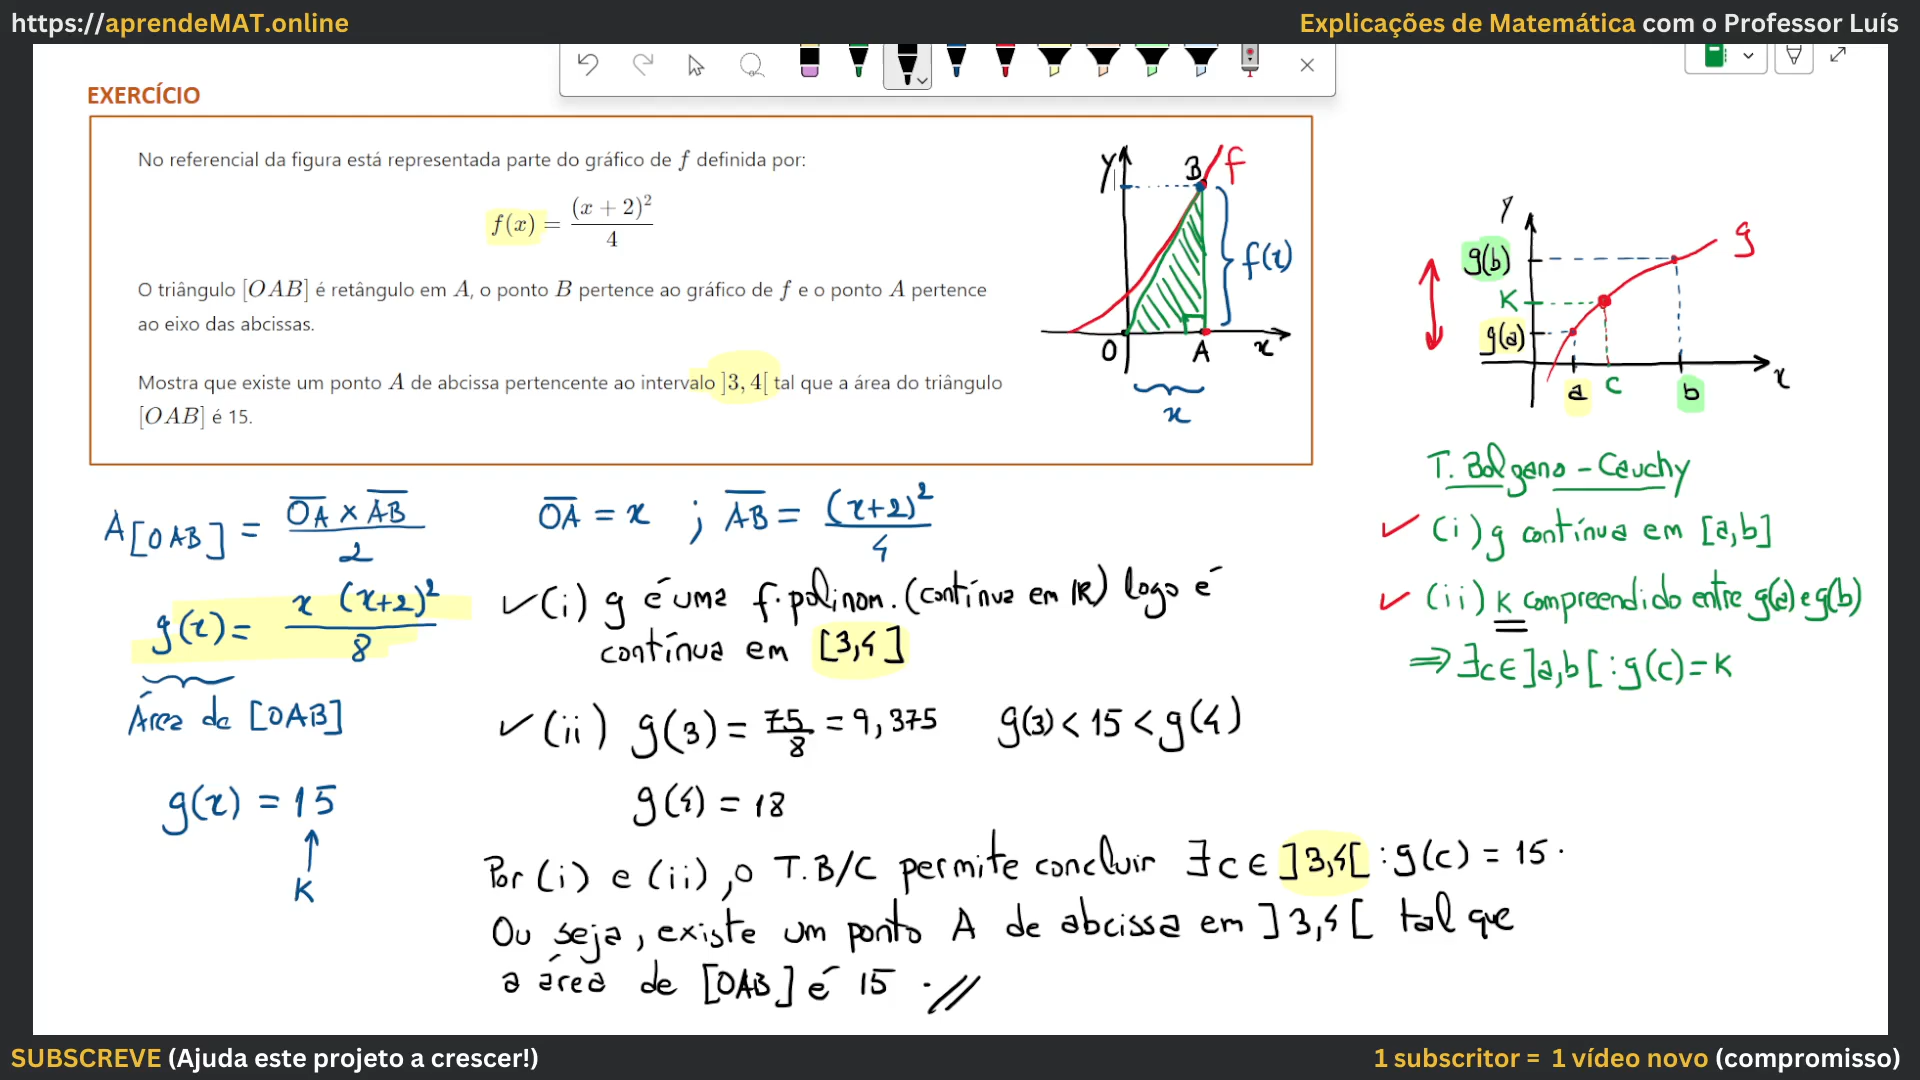 https://aprendeMAT.online
Explicações de Matemática com o Professor Luís
EXERCÍCIO
No referencial da figura está representada parte do gráfico de f definida por:
f(x) = (x + 2)² / 4
O triângulo [OAB] é retângulo em A, o ponto B pertence ao gráfico de f e o ponto A pertence
ao eixo das abcissas.
Mostra que existe um ponto A de abcissa pertencente ao intervalo ]3, 4[ tal que a área do triângulo
[OAB] é 15.
y B f
f(x)
O A x
x
y g
g(b)
K
g(a)
a c b x
T. Bolzano - Cauchy
(i) g contínua em [a,b]
(ii) K compreendido entre g(a) e g(b)
⇒ ∃c ∈ ]a,b[ : g(c) = K
A[OAB] = OA × AB / 2
OA = x ; AB = (x+2)² / 4
g(x) = x (x+2)² / 8
Área de [OAB]
g(x) = 15
↑
K
(i) g é uma f. polinom. (contínua em IR) logo é
contínua em [3,4]
(ii) g(3) = 75/8 = 9,375 g(3) < 15 < g(4)
g(4) = 18
Por (i) e (ii), o T.B/C permite concluir ∃c ∈ ]3,4[ : g(c) = 15.
Ou seja, existe um ponto A de abcissa em ]3,4[ tal que
a área de [OAB] é 15 . //
SUBSCREVE (Ajuda este projeto a crescer!)
1 subscritor = 1 vídeo novo (compromisso)